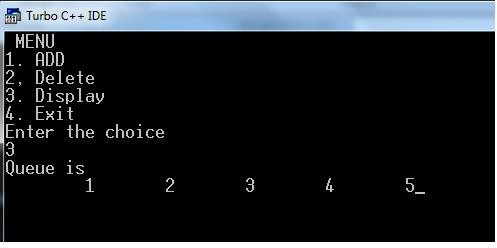 Turbo C++ IDE
MENU
1. ADD
2, Delete
3. Display
4. Exit
Enter the choice
3
Queue is
1 2 3 4 5_